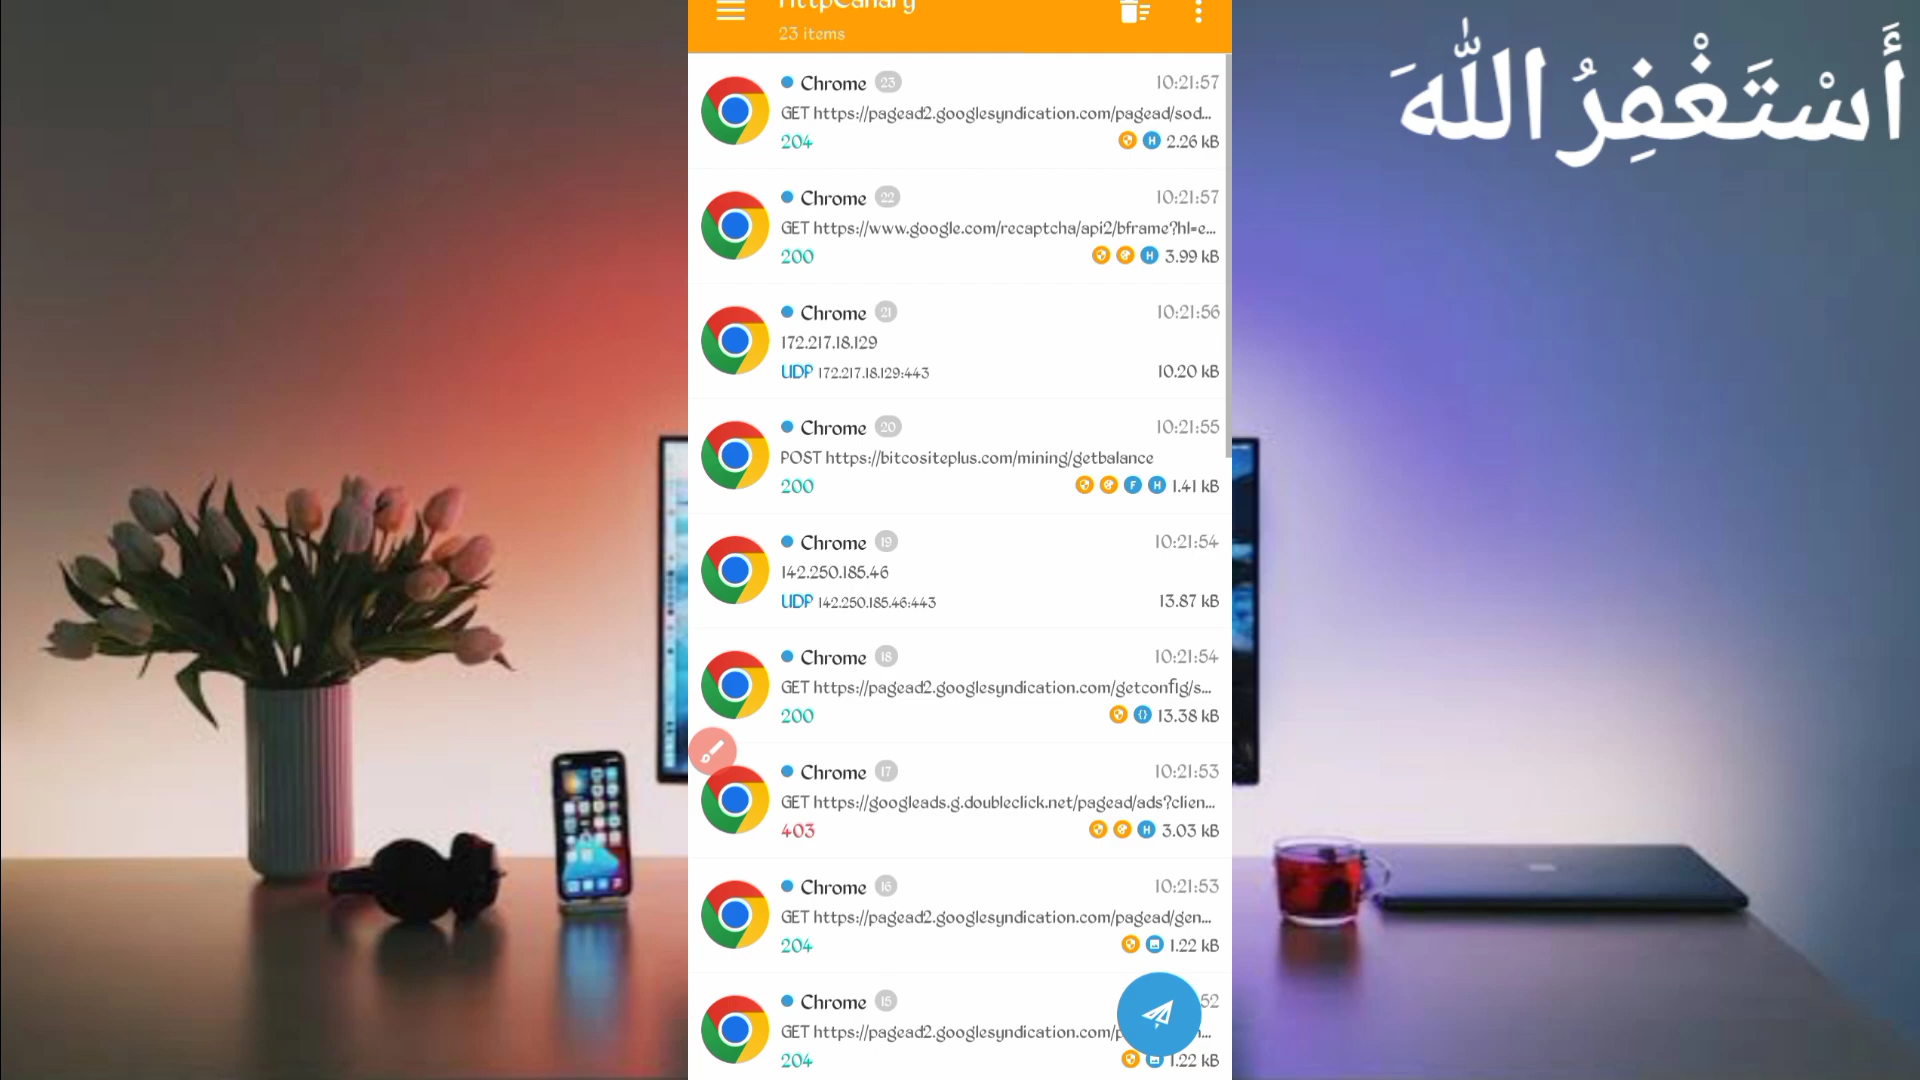 HttpCanary
23 items
أَسْتَغْفِرُ اللّٰهَ
Chrome 23 10:21:57
GET https://pagead2.googlesyndication.com/pagead/sod...
204 H 2.26 kB
Chrome 22 10:21:57
GET https://www.google.com/recaptcha/api2/bframe?hl=e...
200 H 3.99 kB
Chrome 21 10:21:56
172.217.18.129
UDP 172.217.18.129:443 10.20 kB
Chrome 20 10:21:55
POST https://bitcositeplus.com/mining/getbalance
200 F H 1.41 kB
Chrome 19 10:21:54
142.250.185.46
UDP 142.250.185.46:443 13.87 kB
Chrome 18 10:21:54
GET https://pagead2.googlesyndication.com/getconfig/s...
200 {} 13.38 kB
Chrome 17 10:21:53
GET https://googleads.g.doubleclick.net/pagead/ads?clien...
403 H 3.03 kB
Chrome 16 10:21:53
GET https://pagead2.googlesyndication.com/pagead/gen...
204 1.22 kB
Chrome 15 52
GET https://pagead2.googlesyndication.com/p...
204 1.22 kB